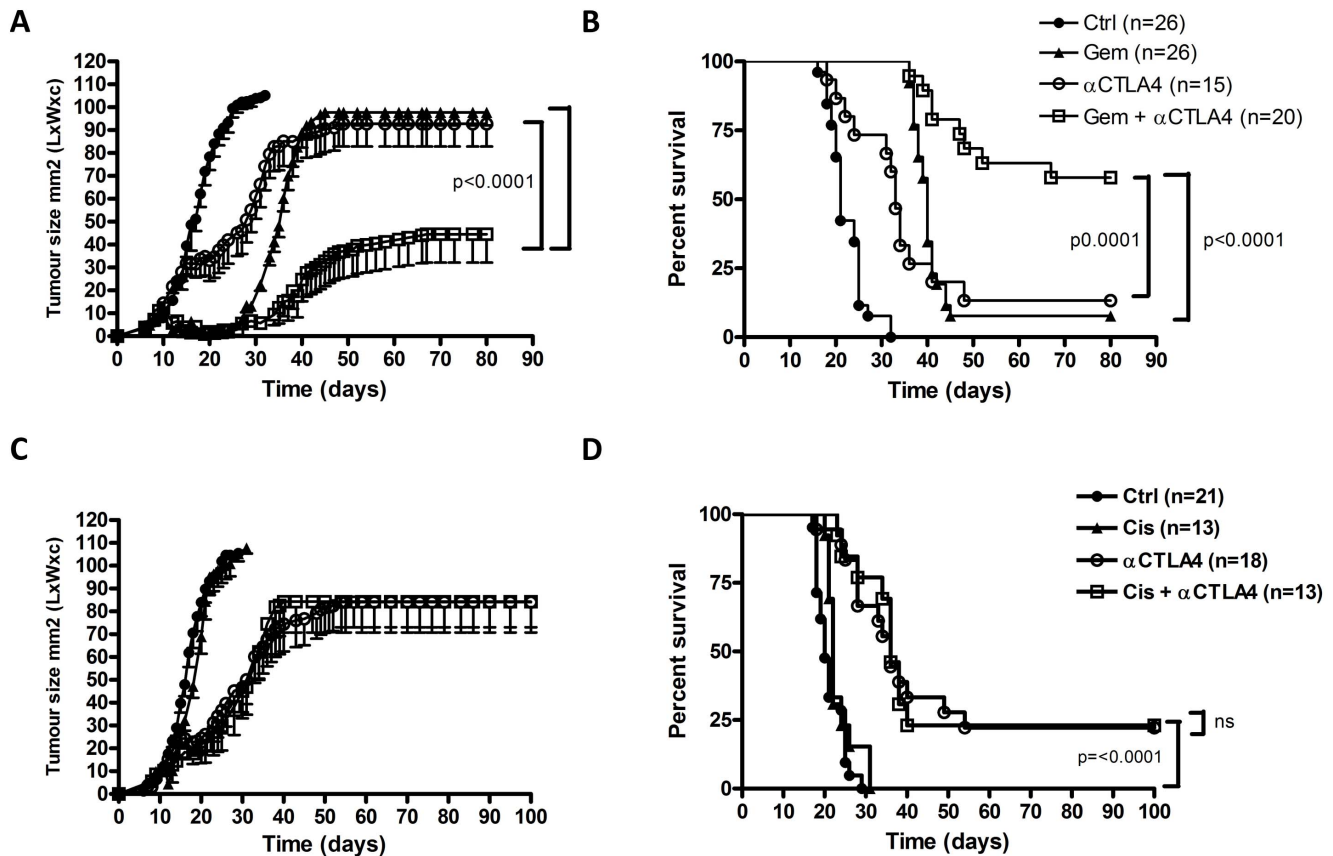 A
Tumour size mm2 (LxWxc)
120
110
100
90
80
70
60
50
40
30
20
10
0
0 10 20 30 40 50 60 70 80 90
Time (days)
p<0.0001
B
Ctrl (n=26)
Gem (n=26)
αCTLA4 (n=15)
Gem + αCTLA4 (n=20)
Percent survival
100
75
50
25
0
0 10 20 30 40 50 60 70 80 90
Time (days)
p0.0001
p<0.0001
C
Tumour size mm2 (LxWxc)
120
110
100
90
80
70
60
50
40
30
20
10
0
0 10 20 30 40 50 60 70 80 90 100
Time (days)
D
Ctrl (n=21)
Cis (n=13)
αCTLA4 (n=18)
Cis + αCTLA4 (n=13)
Percent survival
100
75
50
25
0
0 10 20 30 40 50 60 70 80 90 100
Time (days)
ns
p=<0.0001